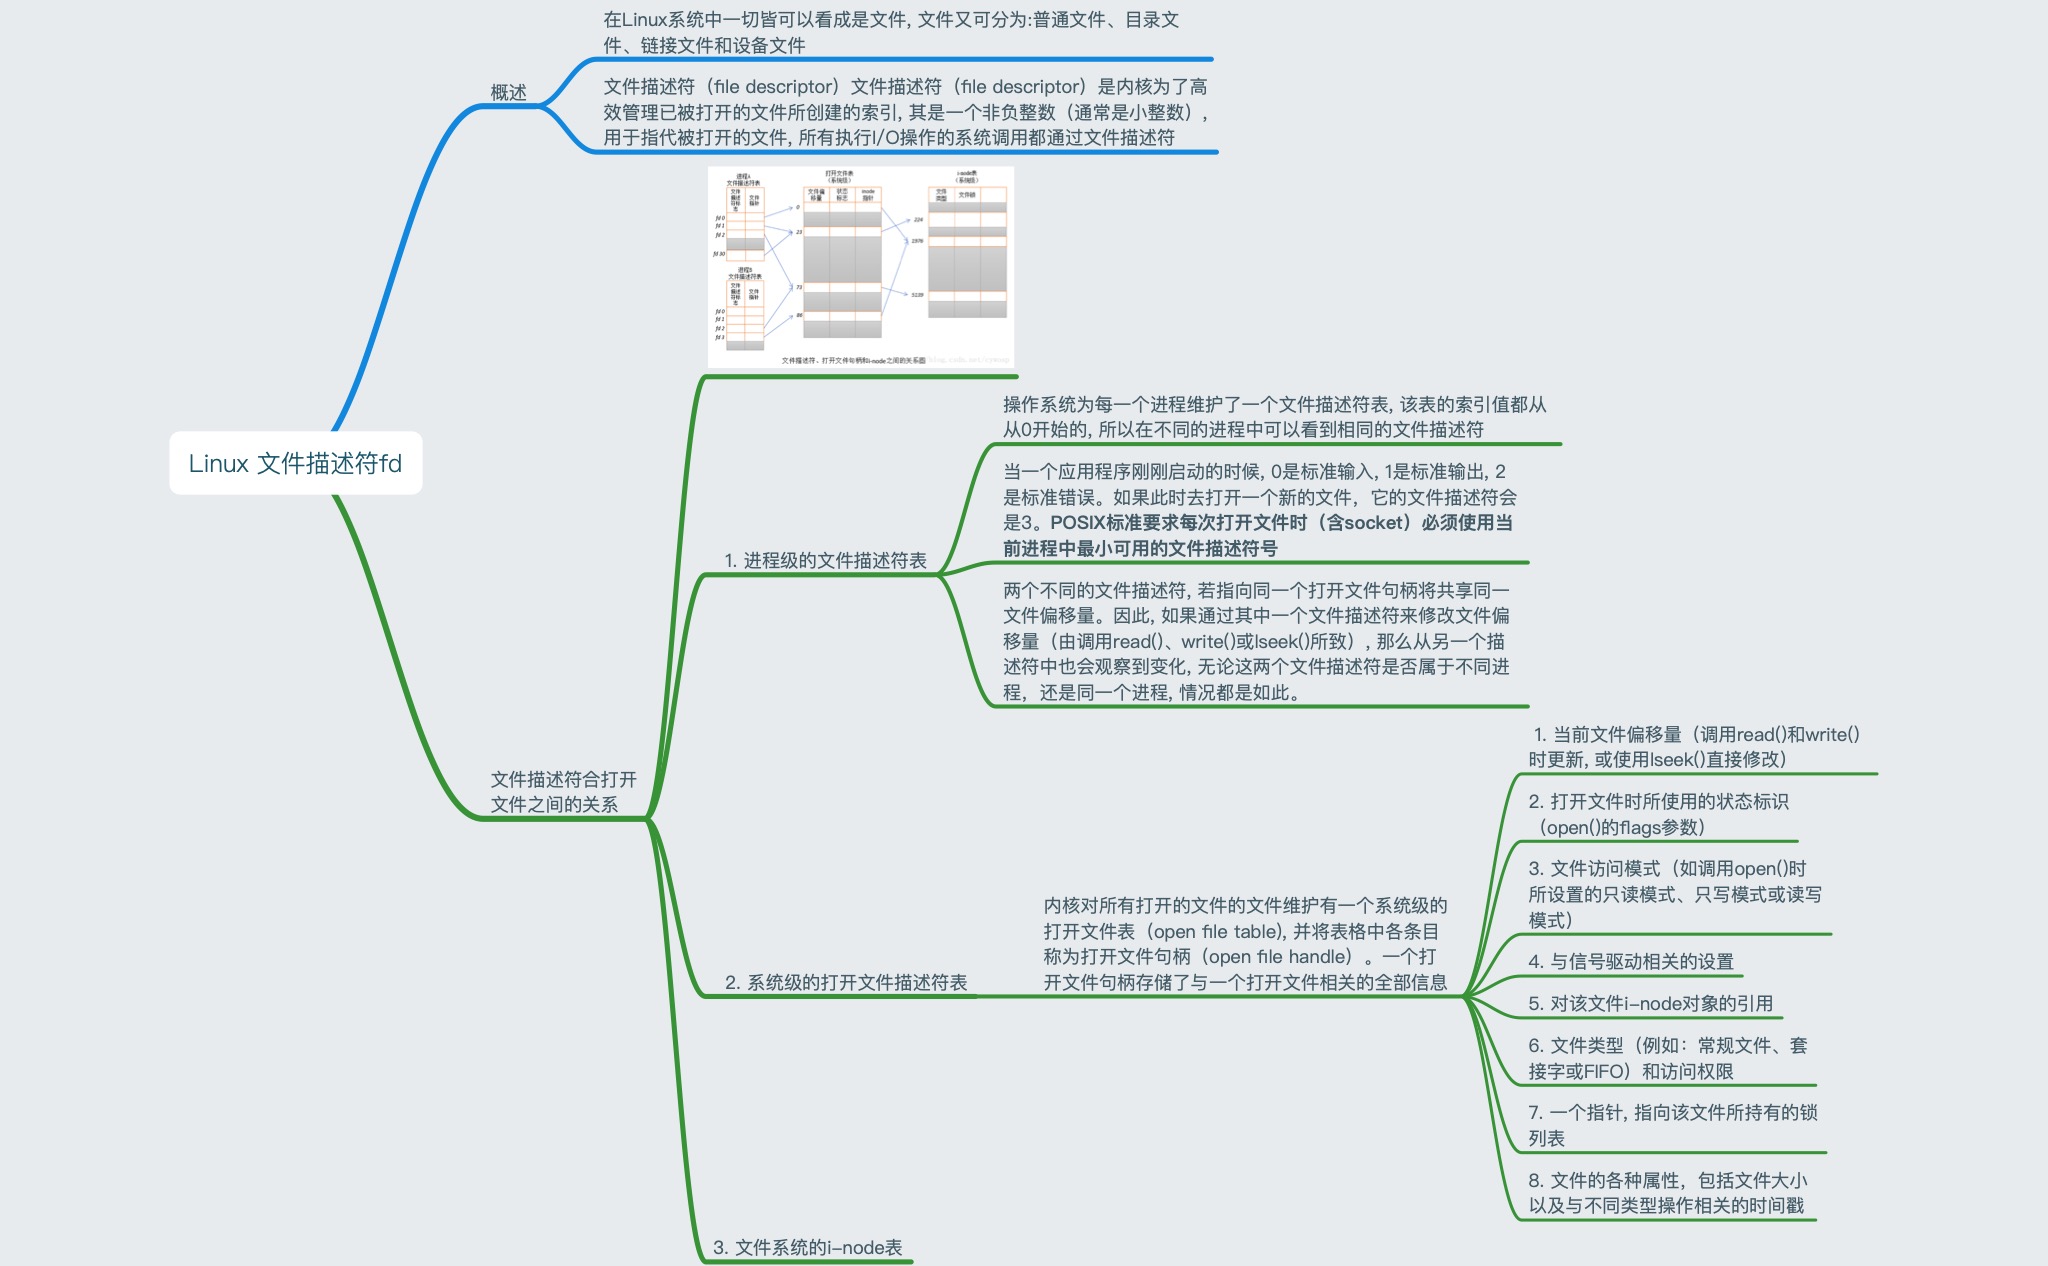 在Linux系统中一切皆可以看成是文件, 文件又可分为:普通文件、目录文
件、链接文件和设备文件
概述
文件描述符（file descriptor）文件描述符（file descriptor）是内核为了高
效管理已被打开的文件所创建的索引, 其是一个非负整数（通常是小整数）,
用于指代被打开的文件, 所有执行I/O操作的系统调用都通过文件描述符
进程A
文件描述符表
文件
描述
符标
志
文件
指针
fd 0
fd 1
fd 2
fd 30
进程B
文件描述符表
文件
描述
符标
志
文件
指针
fd 0
fd 1
fd 2
fd 3
打开文件表
（系统级）
文件偏
移量
状态
标志
inode
指针
0
23
73
86
i-node表
（系统级）
文件
类型
文件锁
224
1976
5139
文件描述符、打开文件句柄和i-node之间的关系图
Linux 文件描述符fd
文件描述符合打开
文件之间的关系
1. 进程级的文件描述符表
操作系统为每一个进程维护了一个文件描述符表, 该表的索引值都从
从0开始的, 所以在不同的进程中可以看到相同的文件描述符
当一个应用程序刚刚启动的时候, 0是标准输入, 1是标准输出, 2
是标准错误。如果此时去打开一个新的文件，它的文件描述符会
是3。POSIX标准要求每次打开文件时（含socket）必须使用当
前进程中最小可用的文件描述符号
两个不同的文件描述符, 若指向同一个打开文件句柄将共享同一
文件偏移量。因此, 如果通过其中一个文件描述符来修改文件偏
移量（由调用read()、write()或lseek()所致）, 那么从另一个描
述符中也会观察到变化, 无论这两个文件描述符是否属于不同进
程，还是同一个进程, 情况都是如此。
2. 系统级的打开文件描述符表
内核对所有打开的文件的文件维护有一个系统级的
打开文件表（open file table), 并将表格中各条目
称为打开文件句柄（open file handle）。一个打
开文件句柄存储了与一个打开文件相关的全部信息
1. 当前文件偏移量（调用read()和write()
时更新, 或使用lseek()直接修改）
2. 打开文件时所使用的状态标识
（open()的flags参数）
3. 文件访问模式（如调用open()时
所设置的只读模式、只写模式或读写
模式）
4. 与信号驱动相关的设置
5. 对该文件i-node对象的引用
6. 文件类型（例如：常规文件、套
接字或FIFO）和访问权限
7. 一个指针, 指向该文件所持有的锁
列表
8. 文件的各种属性，包括文件大小
以及与不同类型操作相关的时间戳
3. 文件系统的i-node表